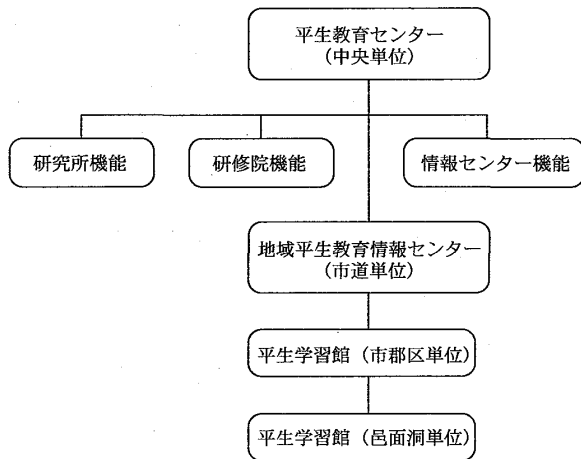 平生教育センター
（中央単位）
研究所機能
研修院機能
情報センター機能
地域平生教育情報センター
（市道単位）
平生学習館（市郡区単位）
平生学習館（邑面洞単位）